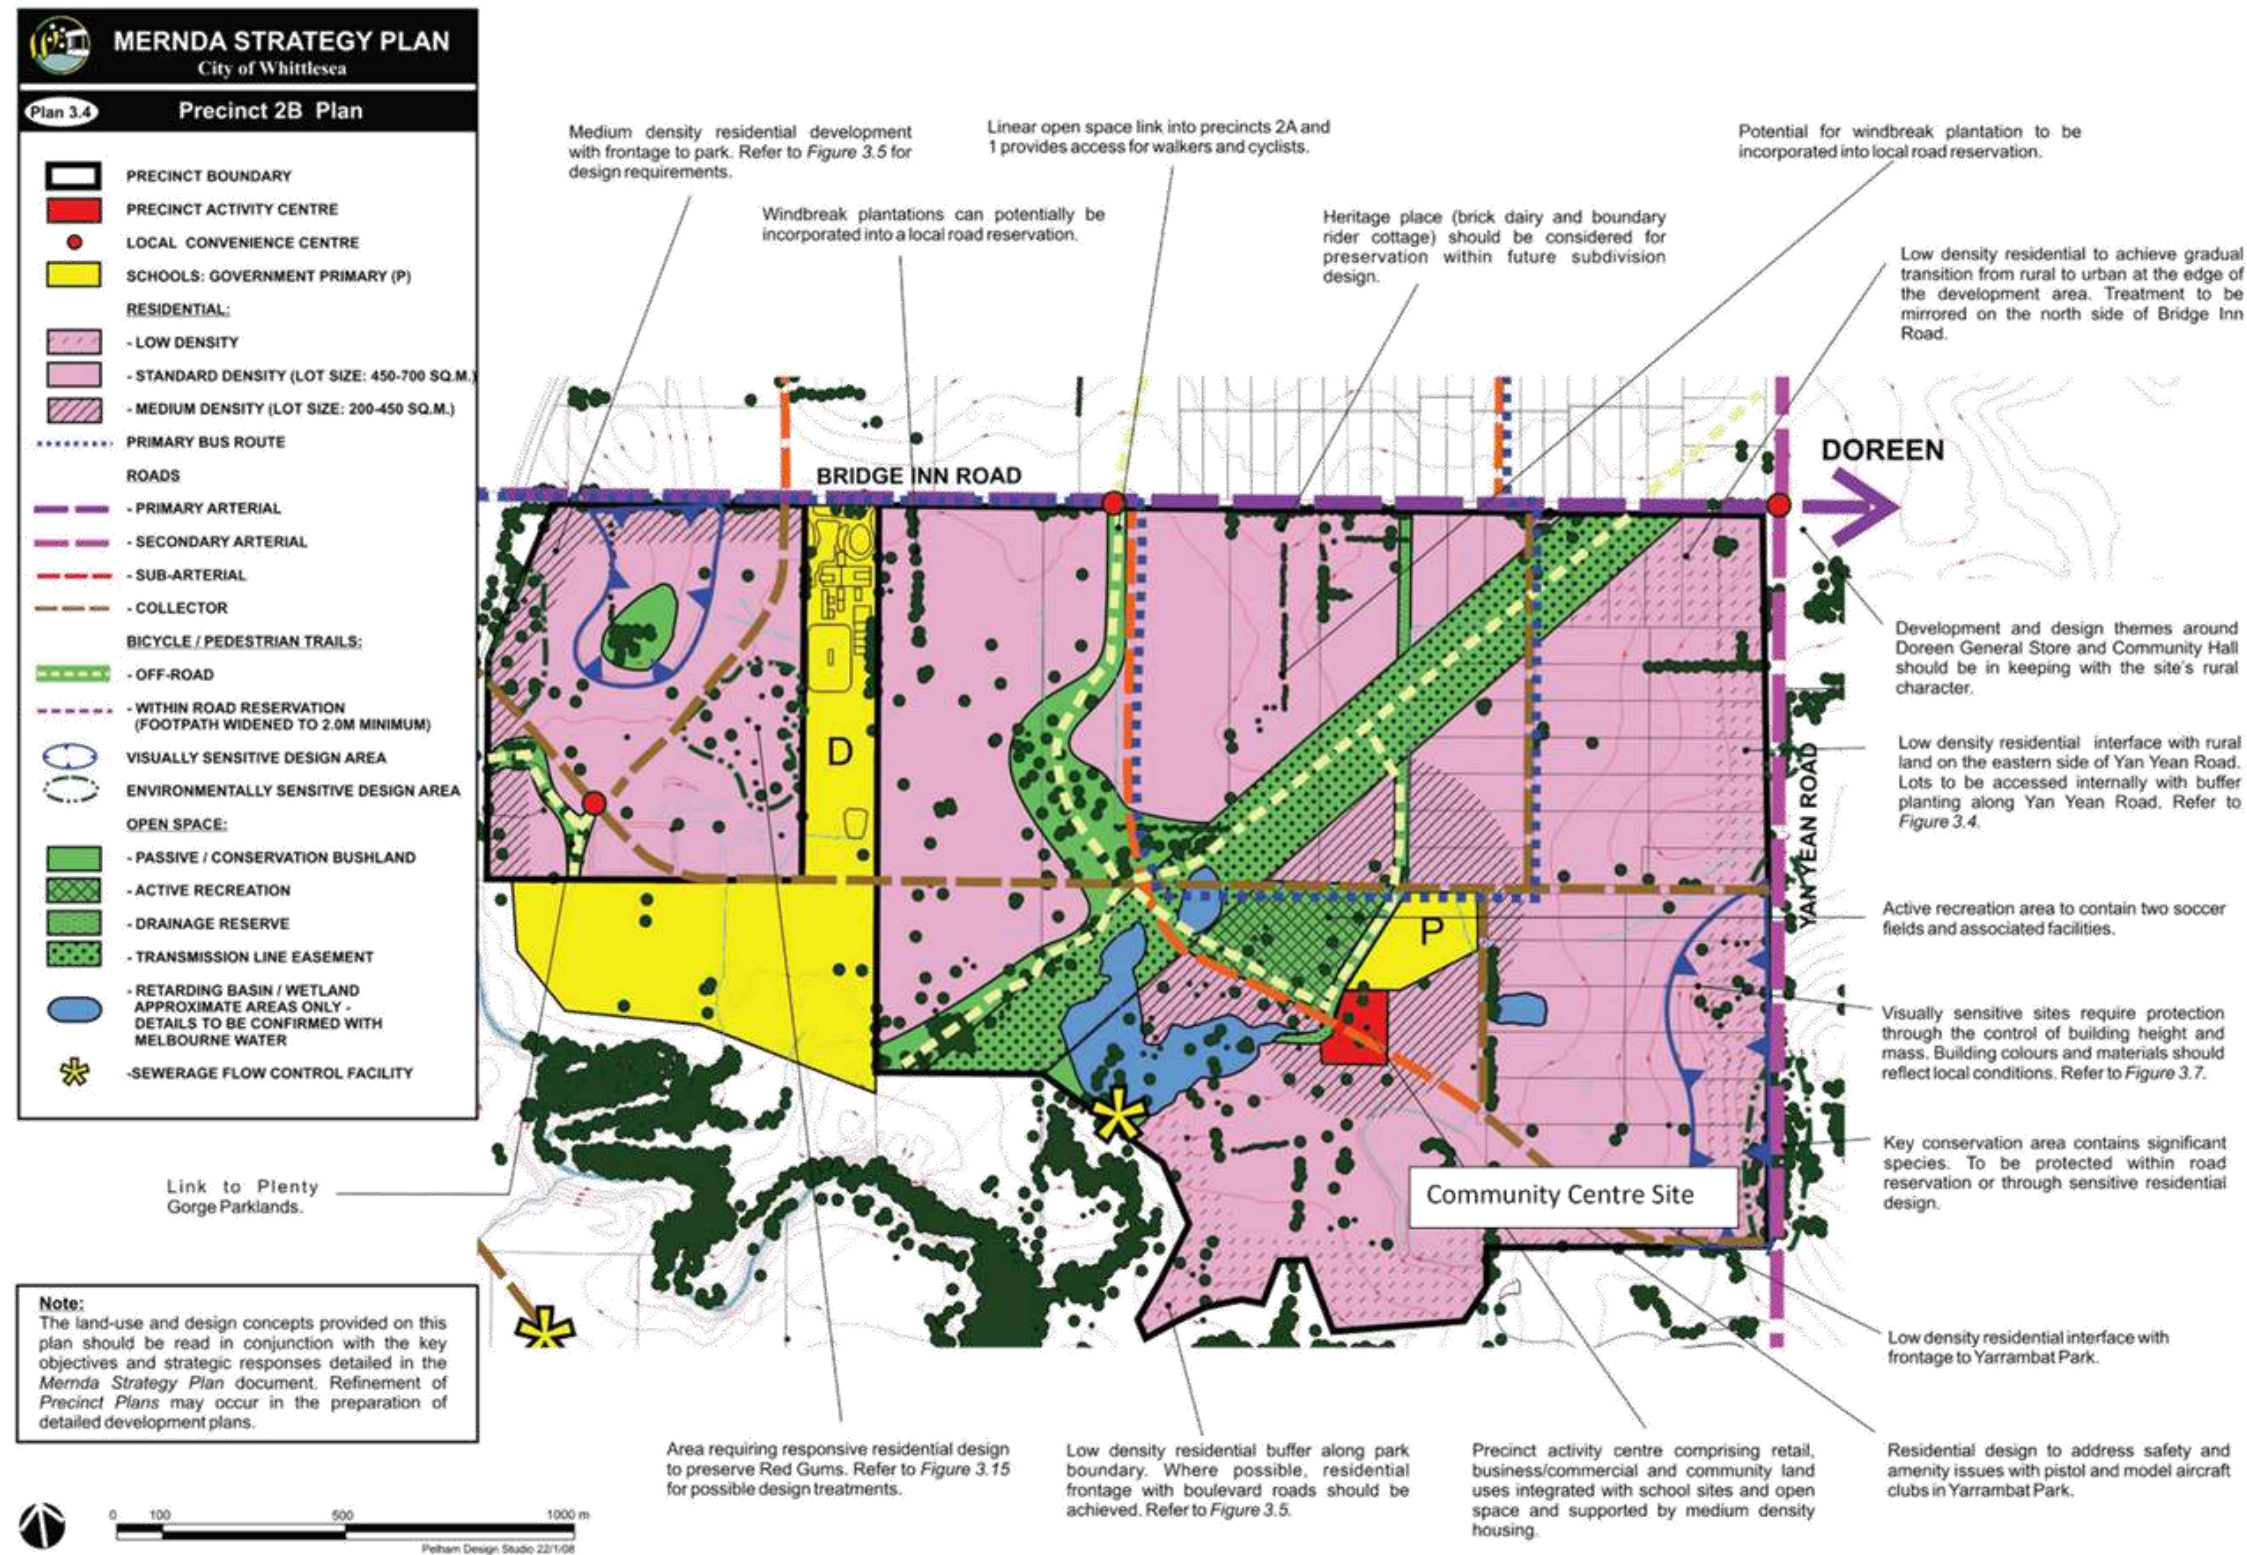 MERNDA STRATEGY PLAN
City of Whittlesea
Plan 3.4
Precinct 2B Plan
PRECINCT BOUNDARY
PRECINCT ACTIVITY CENTRE
LOCAL CONVENIENCE CENTRE
SCHOOLS: GOVERNMENT PRIMARY (P)
RESIDENTIAL:
- LOW DENSITY
- STANDARD DENSITY (LOT SIZE: 450-700 SQ.M.)
- MEDIUM DENSITY (LOT SIZE: 200-450 SQ.M.)
PRIMARY BUS ROUTE
ROADS
- PRIMARY ARTERIAL
- SECONDARY ARTERIAL
- SUB-ARTERIAL
- COLLECTOR
BICYCLE / PEDESTRIAN TRAILS:
- OFF-ROAD
- WITHIN ROAD RESERVATION
(FOOTPATH WIDENED TO 2.0M MINIMUM)
VISUALLY SENSITIVE DESIGN AREA
ENVIRONMENTALLY SENSITIVE DESIGN AREA
OPEN SPACE:
- PASSIVE / CONSERVATION BUSHLAND
- ACTIVE RECREATION
- DRAINAGE RESERVE
- TRANSMISSION LINE EASEMENT
- RETARDING BASIN / WETLAND
APPROXIMATE AREAS ONLY -
DETAILS TO BE CONFIRMED WITH
MELBOURNE WATER
-SEWERAGE FLOW CONTROL FACILITY
Medium density residential development
with frontage to park. Refer to Figure 3.5 for
design requirements.
Linear open space link into precincts 2A and
1 provides access for walkers and cyclists.
Potential for windbreak plantation to be
incorporated into local road reservation.
Windbreak plantations can potentially be
incorporated into a local road reservation.
Heritage place (brick dairy and boundary
rider cottage) should be considered for
preservation within future subdivision
design.
Low density residential to achieve gradual
transition from rural to urban at the edge of
the development area. Treatment to be
mirrored on the north side of Bridge Inn
Road.
DOREEN
BRIDGE INN ROAD
Development and design themes around
Doreen General Store and Community Hall
should be in keeping with the site's rural
character.
D
YAN YEAN ROAD
Low density residential interface with rural
land on the eastern side of Yan Yean Road.
Lots to be accessed internally with buffer
planting along Yan Yean Road. Refer to
Figure 3.4.
P
Active recreation area to contain two soccer
fields and associated facilities.
Visually sensitive sites require protection
through the control of building height and
mass. Building colours and materials should
reflect local conditions. Refer to Figure 3.7.
Key conservation area contains significant
species. To be protected within road
reservation or through sensitive residential
design.
Community Centre Site
Link to Plenty
Gorge Parklands.
Note:
The land-use and design concepts provided on this
plan should be read in conjunction with the key
objectives and strategic responses detailed in the
Mernda Strategy Plan document. Refinement of
Precinct Plans may occur in the preparation of
detailed development plans.
Low density residential interface with
frontage to Yarrambat Park.
Area requiring responsive residential design
to preserve Red Gums. Refer to Figure 3.15
for possible design treatments.
Low density residential buffer along park
boundary. Where possible, residential
frontage with boulevard roads should be
achieved. Refer to Figure 3.5.
Precinct activity centre comprising retail,
business/commercial and community land
uses integrated with school sites and open
space and supported by medium density
housing.
Residential design to address safety and
amenity issues with pistol and model aircraft
clubs in Yarrambat Park.
0 100 500 1000 m
Pelham Design Studio 22/1/08